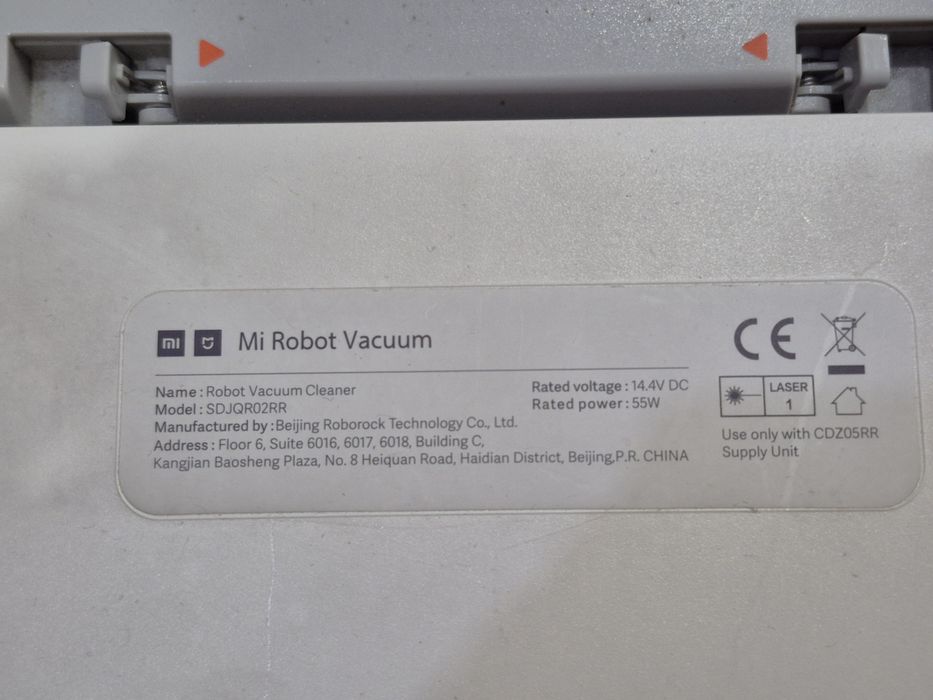 mi Mi Robot Vacuum
Name : Robot Vacuum Cleaner
Model : SDJQR02RR
Manufactured by : Beijing Roborock Technology Co., Ltd.
Address : Floor 6, Suite 6016, 6017, 6018, Building C,
Kangjian Baosheng Plaza, No. 8 Heiquan Road, Haidian District, Beijing,P.R. CHINA
Rated voltage : 14.4V DC
Rated power : 55W
CE
LASER
1
Use only with CDZ05RR
Supply Unit